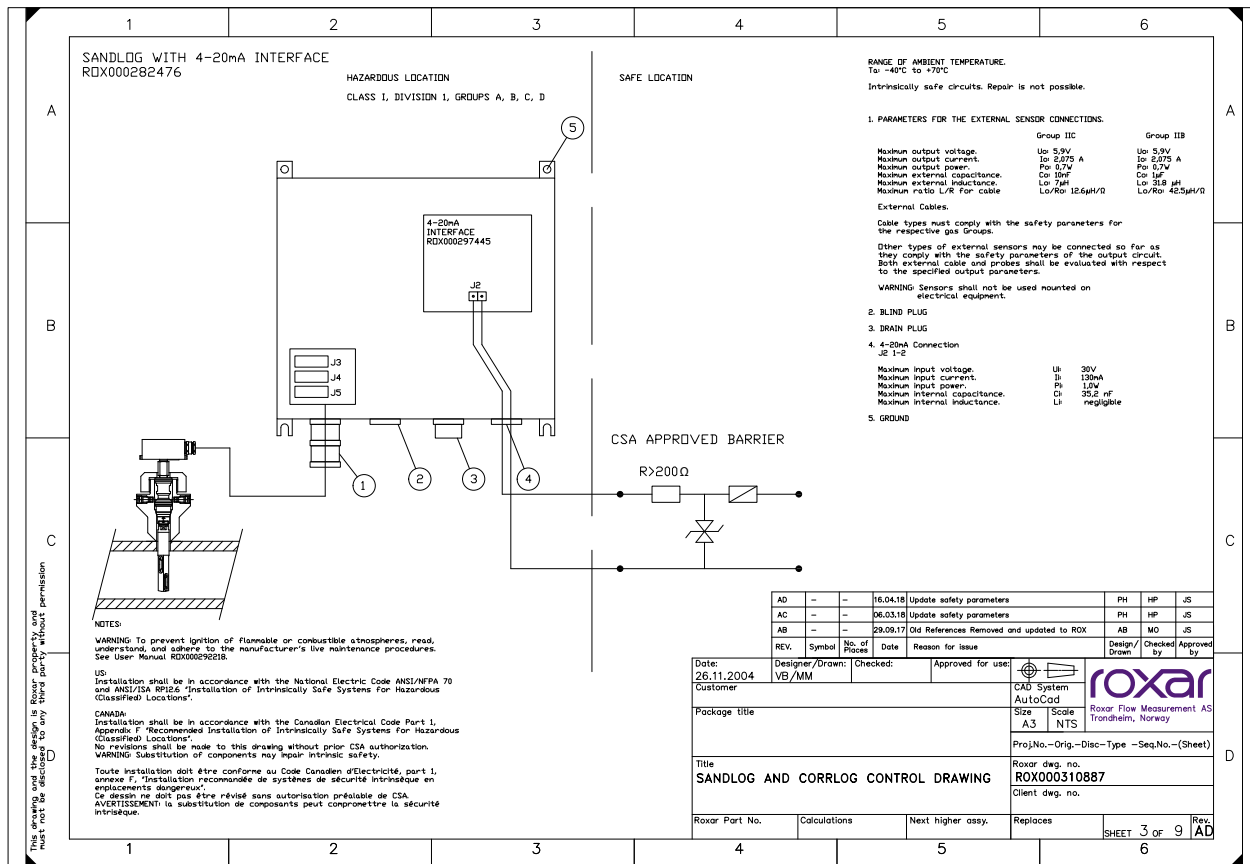 1 2 3 4 5 6
A
B
C
D
A
B
C
D
SANDLOG WITH 4-20mA INTERFACE
ROX000282476
HAZARDOUS LOCATION
CLASS I, DIVISION 1, GROUPS A, B, C, D
SAFE LOCATION
5
4-20mA
INTERFACE
ROX000297445
J2
J3
J4
J5
1
2
3
4
CSA APPROVED BARRIER
R>200Ω
RANGE OF AMBIENT TEMPERATURE.
Ta: -40°C to +70°C
Intrinsically safe circuits. Repair is not possible.
1. PARAMETERS FOR THE EXTERNAL SENSOR CONNECTIONS.
Group IIC Group IIB
Maximum output voltage. Uo: 5,9V Uo: 5,9V
Maximum output current. Io: 2,075 A Io: 2,075 A
Maximum output power. Po: 0,7W Po: 0,7W
Maximum external capacitance. Co: 10nF Co: 1µF
Maximum external inductance. Lo: 7µH Lo: 31.8 µH
Maximum ratio L/R for cable Lo/Ro: 12.6µH/Ω Lo/Ro: 42.5µH/Ω
External Cables.
Cable types must comply with the safety parameters for
the respective gas Groups.
Other types of external sensors may be connected so far as
they comply with the safety parameters of the output circuit.
Both external cable and probes shall be evaluated with respect
to the specified output parameters.
WARNING: Sensors shall not be used mounted on
electrical equipment.
2. BLIND PLUG
3. DRAIN PLUG
4. 4-20mA Connection
J2 1-2
Maximum input voltage. Ui: 30V
Maximum input current. Ii: 130mA
Maximum input power. Pi: 1,0W
Maximum internal capacitance. Ci: 35,2 nF
Maximum internal inductance. Li: negligible
5. GROUND
NOTES:
WARNING: To prevent ignition of flammable or combustible atmospheres, read,
understand, and adhere to the manufacturer's live maintenance procedures.
See User Manual ROX000292218.
US:
Installation shall be in accordance with the National Electric Code ANSI/NFPA 70
and ANSI/ISA RP12.6 "Installation of Intrinsically Safe Systems for Hazardous
(Classified) Locations".
CANADA:
Installation shall be in accordance with the Canadian Electrical Code Part 1,
Appendix F "Recommended Installation of Intrinsically Safe Systems for Hazardous
(Classified) Locations".
No revisions shall be made to this drawing without prior CSA authorization.
WARNING: Substitution of components may impair intrinsic safety.
Toute installation doit être conforme au Code Canadien d'Electricité, part 1,
annexe F, "Installation recommandée de systèmes de sécurité intrinsèque en
enplacements dangereux".
Ce dessin ne doit pas être révisé sans autorisation préalable de CSA.
AVERTISSEMENT: la substitution de composants peut compromettre la sécurité
intrisèque.
This drawing and the design is Roxar property and
must not be disclosed to any third party without permission
AD - - 16.04.18 Update safety parameters PH HP JS
AC - - 06.03.18 Update safety parameters PH HP JS
AB - - 29.09.17 Old References Removed and updated to ROX AB MO JS
REV. Symbol No. of Places Date Reason for issue Design/Drawn Checked by Approved by
Date: Designer/Drawn: Checked: Approved for use:
26.11.2004 VB/MM
Customer
Package title
CAD System
AutoCad
Size Scale
A3 NTS
roxar
Roxar Flow Measurement AS
Trondheim, Norway
Proj.No.-Orig.-Disc-Type -Seq.No.-(Sheet)
Title
SANDLOG AND CORRLOG CONTROL DRAWING
Roxar dwg. no.
ROX000310887
Client dwg. no.
Roxar Part No. Calculations Next higher assy. Replaces
SHEET 3 OF 9
Rev.
AD
1 2 3 4 5 6